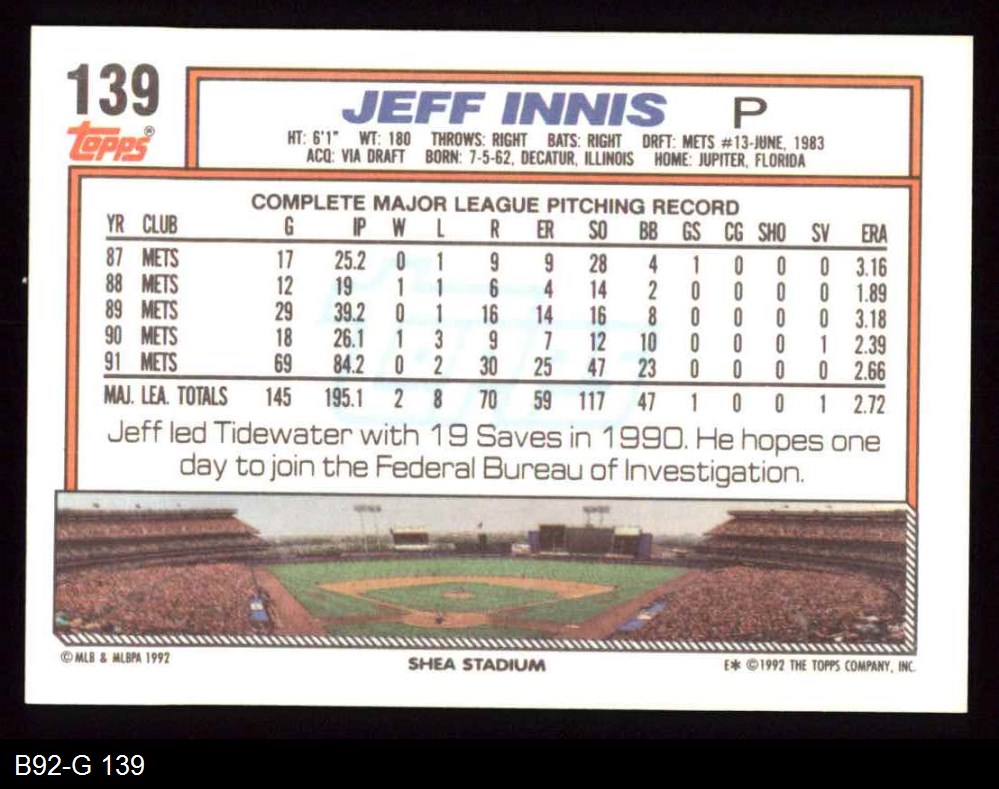 139
topps®
JEFF INNIS P
HT: 6'1" WT: 180 THROWS: RIGHT BATS: RIGHT DRFT: METS #13-JUNE, 1983
ACQ: VIA DRAFT BORN: 7-5-62, DECATUR, ILLINOIS HOME: JUPITER, FLORIDA
COMPLETE MAJOR LEAGUE PITCHING RECORD
YR CLUB G IP W L R ER SO BB GS CG SHO SV ERA
87 METS 17 25.2 0 1 9 9 28 4 1 0 0 0 3.16
88 METS 12 19 1 1 6 4 14 2 0 0 0 0 1.89
89 METS 29 39.2 0 1 16 14 16 8 0 0 0 0 3.18
90 METS 18 26.1 1 3 9 7 12 10 0 0 0 1 2.39
91 METS 69 84.2 0 2 30 25 47 23 0 0 0 0 2.66
MAJ. LEA. TOTALS 145 195.1 2 8 70 59 117 47 1 0 0 1 2.72
Jeff led Tidewater with 19 Saves in 1990. He hopes one
day to join the Federal Bureau of Investigation.
© MLB & MLBPA 1992
SHEA STADIUM
E* ©1992 THE TOPPS COMPANY, INC.
B92-G 139